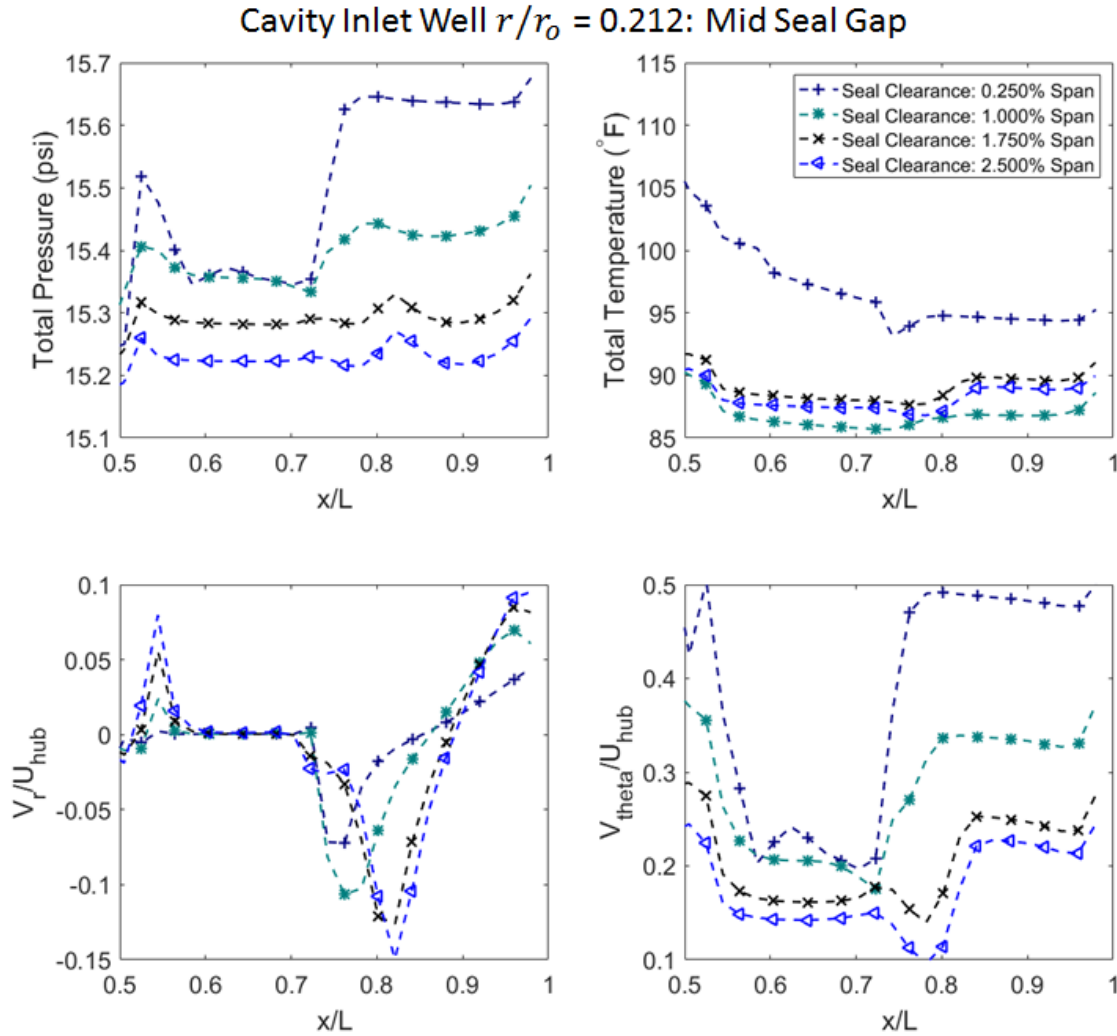 Cavity Inlet Well r/r_o = 0.212: Mid Seal Gap
Total Pressure (psi)
15.7
15.6
15.5
15.4
15.3
15.2
15.1
0.5 0.6 0.7 0.8 0.9 1
x/L
Total Temperature (°F)
115
110
105
100
95
90
85
0.5 0.6 0.7 0.8 0.9 1
x/L
Seal Clearance: 0.250% Span
Seal Clearance: 1.000% Span
Seal Clearance: 1.750% Span
Seal Clearance: 2.500% Span
V_r/U_hub
0.1
0.05
0
-0.05
-0.1
-0.15
0.5 0.6 0.7 0.8 0.9 1
x/L
V_theta/U_hub
0.5
0.4
0.3
0.2
0.1
0.5 0.6 0.7 0.8 0.9 1
x/L